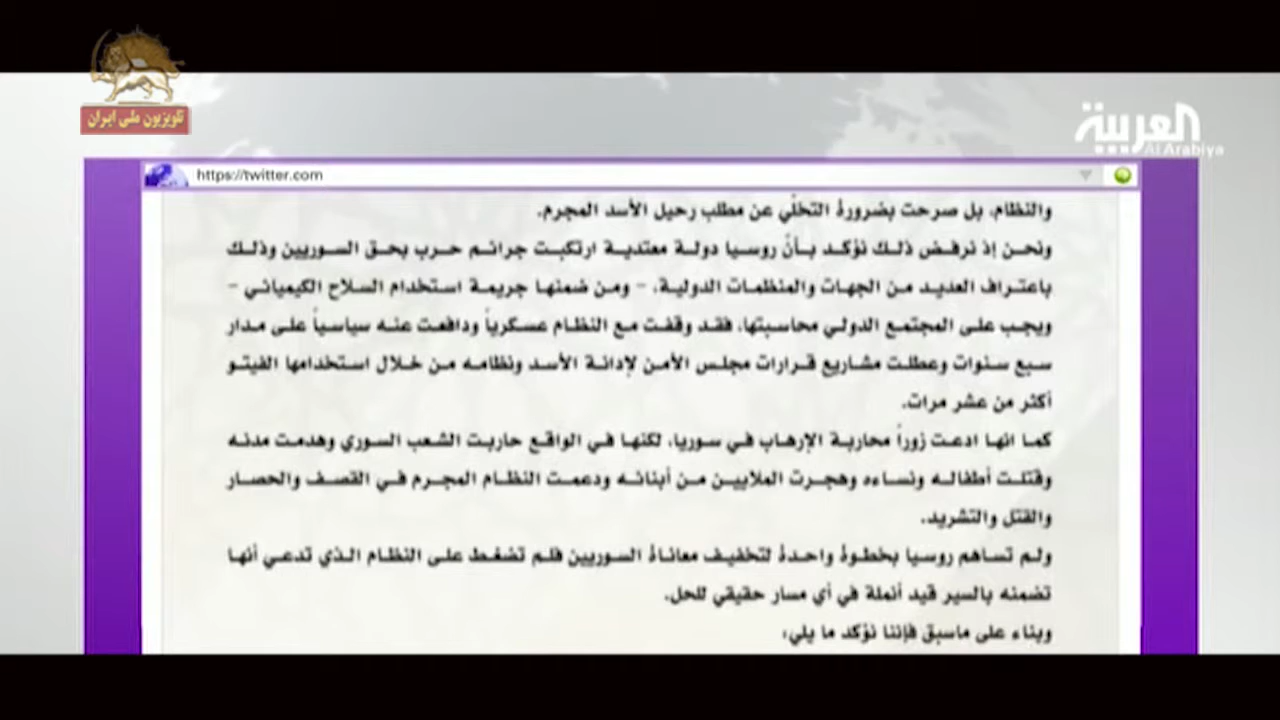 تلویزیون ملی ایران
العربية
Al Arabiya
https://twitter.com
والنظام، بل صرحت بضرورة التخلّي عن مطلب رحيل الأسد المجرم.
ونحن إذ نرفض ذلك نؤكد بأنّ روسيا دولة معتدية ارتكبت جرائم حرب بحق السوريين وذلك
باعتراف العديد من الجهات والمنظمات الدولية، - ومن ضمنها جريمة استخدام السلاح الكيميائي -
ويجب على المجتمع الدولي محاسبتها، فقد وقفت مع النظام عسكرياً ودافعت عنه سياسياً على مدار
سبع سنوات وعطلت مشاريع قرارات مجلس الأمن لإدانة الأسد ونظامه من خلال استخدامها الفيتو
أكثر من عشر مرات.
كما انها ادعت زوراً محاربة الإرهاب في سوريا، لكنها في الواقع حاربت الشعب السوري وهدمت مدنه
وقتلت أطفاله ونساءه وهجرت الملايين من أبنائه ودعمت النظام المجرم في القصف والحصار
والقتل والتشريد.
ولم تساهم روسيا بخطوة واحدة لتخفيف معاناة السوريين فلم تضغط على النظام الذي تدعي أنها
تضمنه بالسير قيد أنملة في أي مسار حقيقي للحل.
وبناء على ماسبق فإننا نؤكد ما يلي: